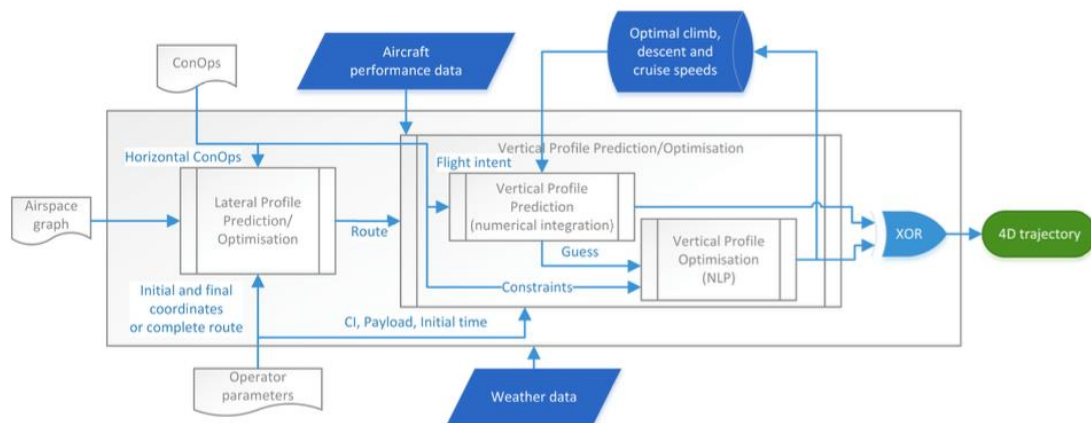 ConOps
Aircraft
performance data
Optimal climb,
descent and
cruise speeds
Horizontal ConOps
Vertical Profile Prediction/Optimisation
Flight intent
Airspace
graph
Lateral Profile
Prediction/
Optimisation
Route
Vertical Profile
Prediction
(numerical integration)
Guess
Vertical Profile
Optimisation
(NLP)
XOR
4D trajectory
Constraints
Initial and final
coordinates
or complete route
CI, Payload, Initial time
Operator
parameters
Weather data